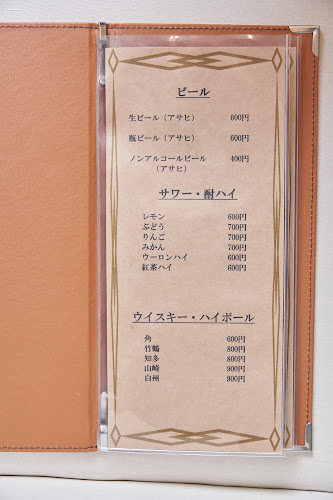 ビール
生ビール（アサヒ） 600円
瓶ビール（アサヒ） 600円
ノンアルコールビール 400円
（アサヒ）
サワー・酎ハイ
レモン 600円
ぶどう 700円
りんご 700円
みかん 700円
ウーロンハイ 600円
紅茶ハイ 600円
ウイスキー・ハイボール
角 600円
竹鶴 800円
知多 800円
山崎 900円
白州 900円